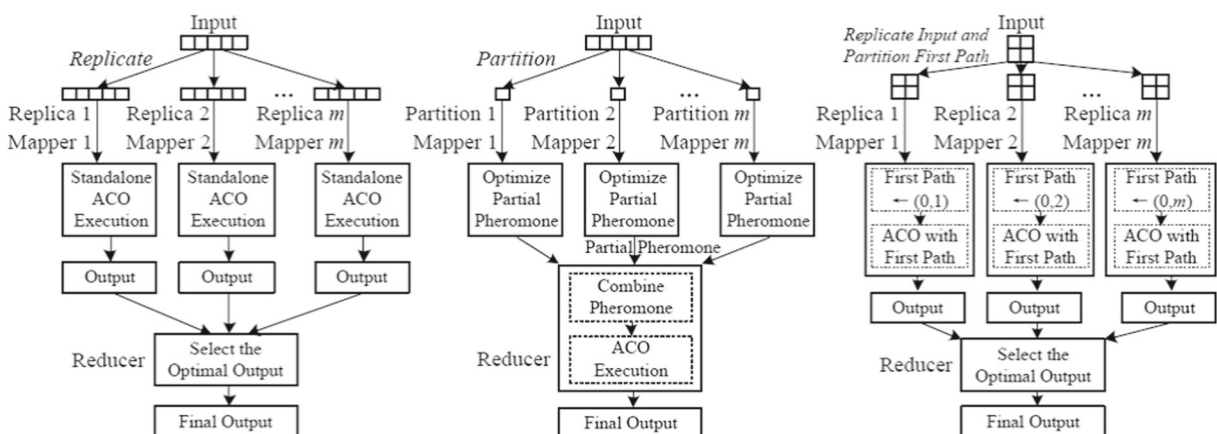 Input
Replicate
...
Replica 1
Replica 2
Replica m
Mapper 1
Mapper 2
Mapper m
Standalone
ACO
Execution
Standalone
ACO
Execution
Standalone
ACO
Execution
Output
Output
Output
Reducer
Select the
Optimal Output
Final Output
Input
Partition
...
Partition 1
Partition 2
Partition m
Mapper 1
Mapper 2
Mapper m
Optimize
Partial
Pheromone
Optimize
Partial
Pheromone
Optimize
Partial
Pheromone
Partial Pheromone
Combine
Pheromone
Reducer
ACO
Execution
Final Output
Input
Replicate Input and
Partition First Path
...
Replica 1
Replica 2
Replica m
Mapper 1
Mapper 2
Mapper m
First Path
← (0,1)
ACO with
First Path
First Path
← (0,2)
ACO with
First Path
First Path
← (0,m)
ACO with
First Path
Output
Output
Output
Reducer
Select the
Optimal Output
Final Output